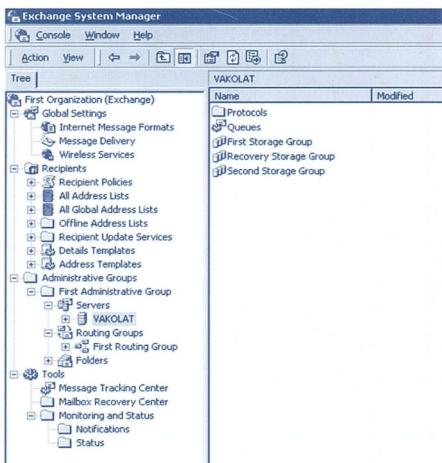 Exchange System Manager
Console Window Help
Action View
Tree
First Organization (Exchange)
Global Settings
Internet Message Formats
Message Delivery
Wireless Services
Recipients
Recipient Policies
All Address Lists
All Global Address Lists
Offline Address Lists
Recipient Update Services
Details Templates
Address Templates
Administrative Groups
First Administrative Group
Servers
VAKOLAT
Routing Groups
First Routing Group
Folders
Tools
Message Tracking Center
Mailbox Recovery Center
Monitoring and Status
Notifications
Status
VAKOLAT
Name Modified
Protocols
Queues
First Storage Group
Recovery Storage Group
Second Storage Group